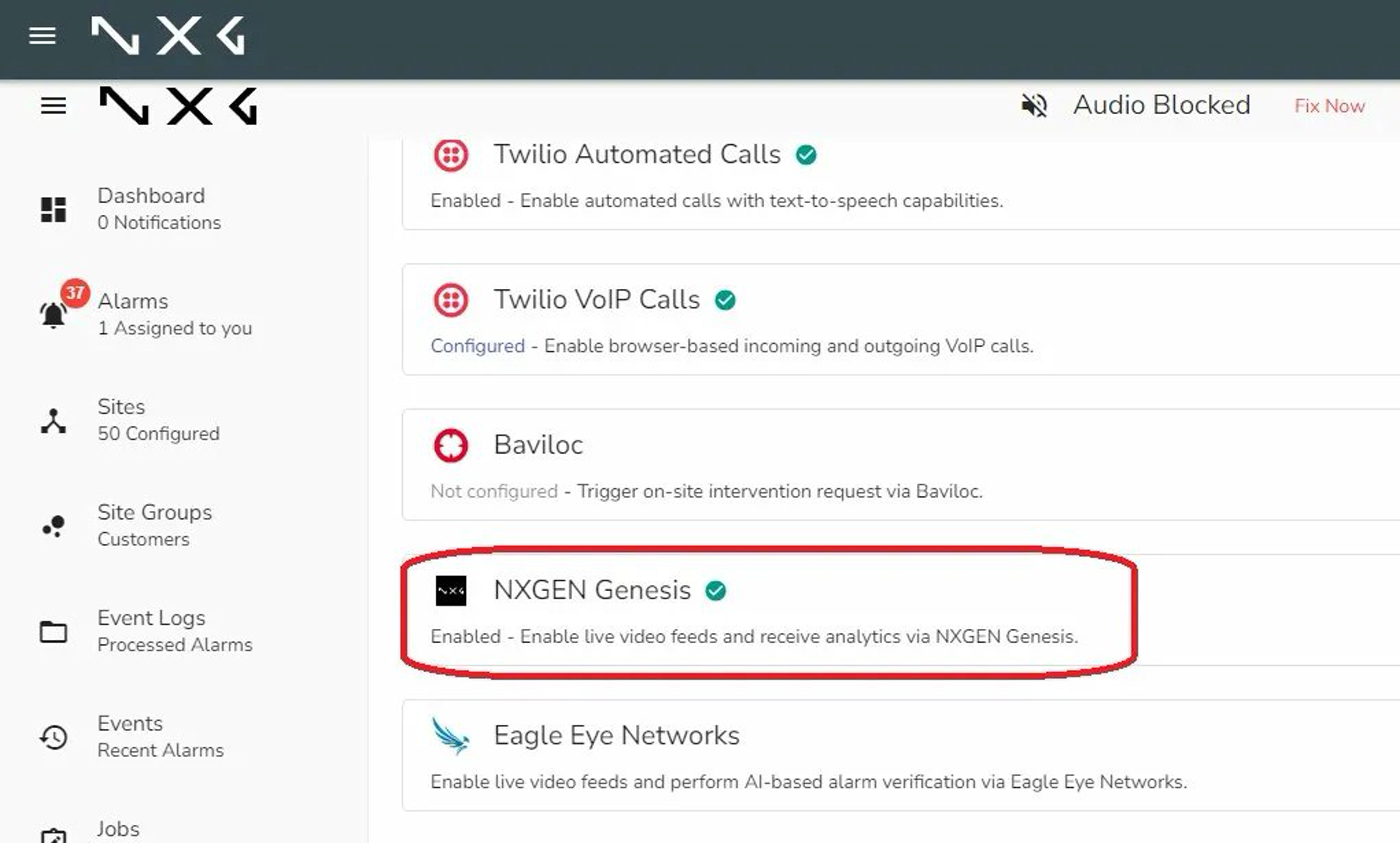 NXG
NXG
Audio Blocked
Fix Now
Dashboard
0 Notifications
37
Alarms
1 Assigned to you
Sites
50 Configured
Site Groups
Customers
Event Logs
Processed Alarms
Events
Recent Alarms
Jobs
Twilio Automated Calls
Enabled - Enable automated calls with text-to-speech capabilities.
Twilio VoIP Calls
Configured - Enable browser-based incoming and outgoing VoIP calls.
Baviloc
Not configured - Trigger on-site intervention request via Baviloc.
NXG
NXGEN Genesis
Enabled - Enable live video feeds and receive analytics via NXGEN Genesis.
Eagle Eye Networks
Enable live video feeds and perform AI-based alarm verification via Eagle Eye Networks.